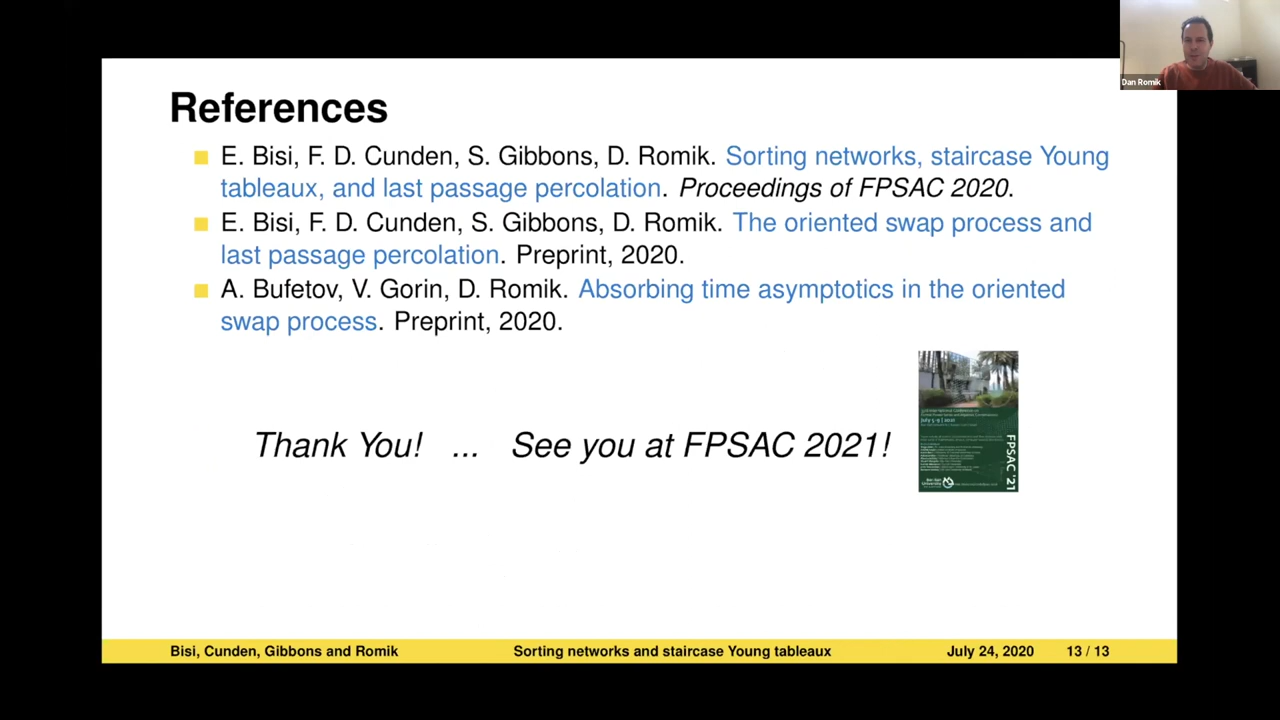 Dan Romik
References
E. Bisi, F. D. Cunden, S. Gibbons, D. Romik. Sorting networks, staircase Young
tableaux, and last passage percolation. Proceedings of FPSAC 2020.
E. Bisi, F. D. Cunden, S. Gibbons, D. Romik. The oriented swap process and
last passage percolation. Preprint, 2020.
A. Bufetov, V. Gorin, D. Romik. Absorbing time asymptotics in the oriented
swap process. Preprint, 2020.
Thank You! ... See you at FPSAC 2021!
FPSAC '21
Bisi, Cunden, Gibbons and Romik Sorting networks and staircase Young tableaux July 24, 2020 13 / 13